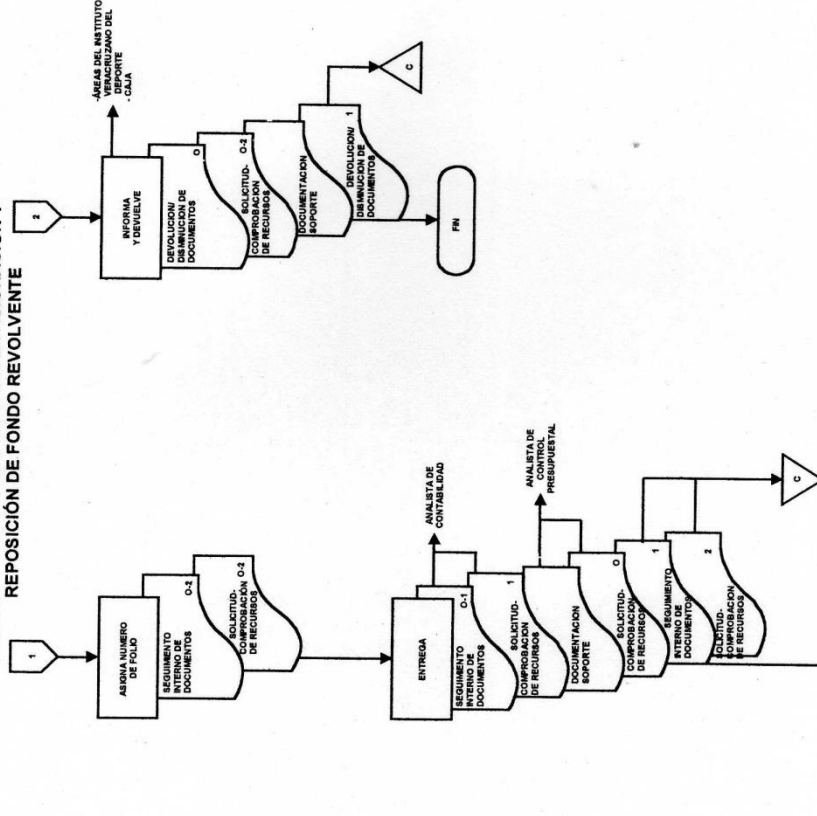 REPOSICIÓN DE FONDO REVOLVENTE
1
ASIGNA NUMERO
DE FOLIO
SEGUIMIENTO
INTERNO DE
DOCUMENTOS
O-2
SOLICITUD-
COMPROBACIÓN
DE RECURSOS
O-2
ENTREGA
ANALISTA DE
CONTABILIDAD
SEGUIMIENTO
INTERNO DE
DOCUMENTOS
O-1
SOLICITUD-
COMPROBACION
DE RECURSOS
1
ANALISTA DE
CONTROL
PRESUPUESTAL
DOCUMENTACION
SOPORTE
SOLICITUD-
COMPROBACION
DE RECURSOS
O
SEGUIMIENTO
INTERNO DE
DOCUMENTOS
1
SOLICITUD-
COMPROBACION
DE RECURSOS
2
C
2
INFORMA
Y DEVUELVE
-ÁREAS DEL INSTITUTO
VERACRUZANO DEL
DEPORTE
- CAJA
DEVOLUCION/
DISMINUCION DE
DOCUMENTOS
O
SOLICITUD-
COMPROBACION
DE RECURSOS
O-2
DOCUMENTACION
SOPORTE
DEVOLUCION/
DISMINUCION DE
DOCUMENTOS
1
C
FIN